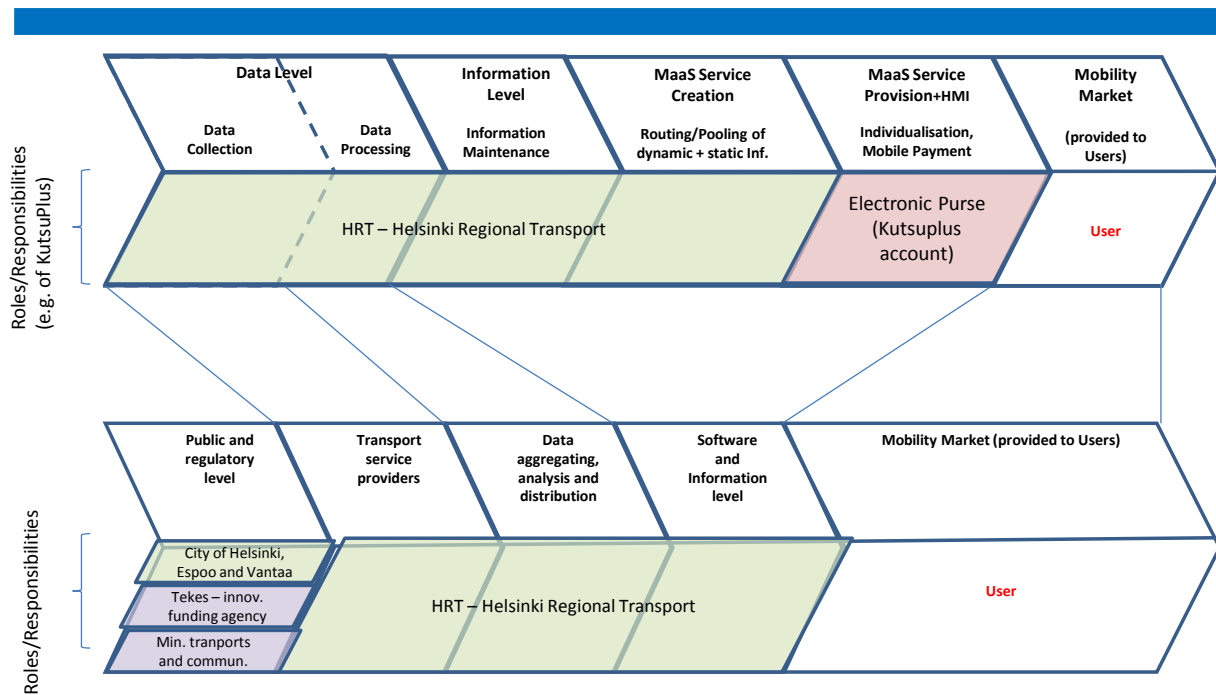 Data Level
Data
Collection
Data
Processing
Information
Level
Information
Maintenance
MaaS Service
Creation
Routing/Pooling of
dynamic + static Inf.
MaaS Service
Provision+HMI
Individualisation,
Mobile Payment
Mobility
Market
(provided to
Users)
Roles/Responsibilities
(e.g. of KutsuPlus)
HRT – Helsinki Regional Transport
Electronic Purse
(Kutsuplus
account)
User
Public and
regulatory
level
Transport
service
providers
Data
aggregating,
analysis and
distribution
Software
and
Information
level
Mobility Market (provided to Users)
Roles/Responsibilities
City of Helsinki,
Espoo and Vantaa
Tekes – innov.
funding agency
Min. tranports
and commun.
HRT – Helsinki Regional Transport
User